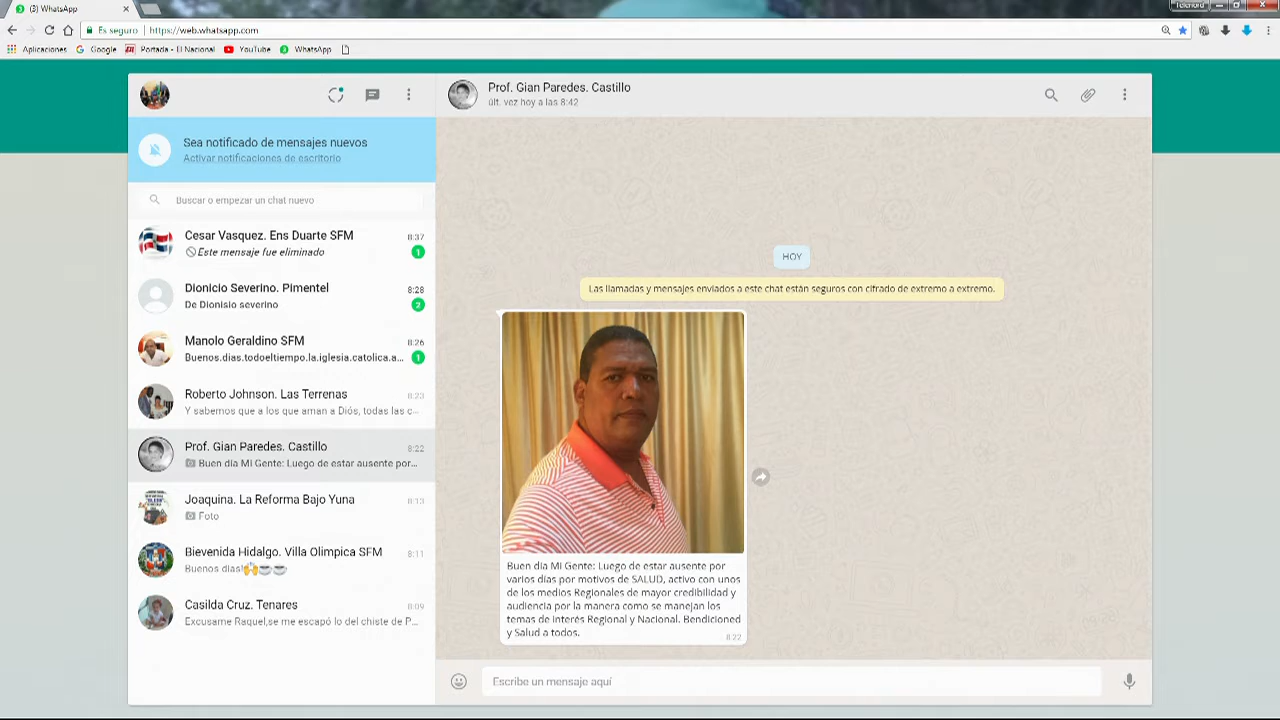 (3) WhatsApp
Telenord
Es seguro
https://web.whatsapp.com
Aplicaciones
Google
Portada - El Nacional
YouTube
WhatsApp
Prof. Gian Paredes. Castillo
últ. vez hoy a las 8:42
Sea notificado de mensajes nuevos
Activar notificaciones de escritorio
Buscar o empezar un chat nuevo
Cesar Vasquez. Ens Duarte SFM 8:37
Este mensaje fue eliminado 1
Dionicio Severino. Pimentel 8:28
De Dionisio severino 2
Manolo Geraldino SFM 8:26
Buenos.dias.todoeltiempo.la.iglesia.catolica.a... 1
Roberto Johnson. Las Terrenas 8:23
Y sabemos que a los que aman a Diós, todas las c...
Prof. Gian Paredes. Castillo 8:22
Buen día Mi Gente: Luego de estar ausente por...
Joaquina. La Reforma Bajo Yuna 8:13
Foto
Bievenida Hidalgo. Villa Olimpica SFM 8:11
Buenos días!🙌☕☕
Casilda Cruz. Tenares 8:09
Excusame Raquel,se me escapó lo del chiste de P...
HOY
Las llamadas y mensajes enviados a este chat están seguros con cifrado de extremo a extremo.
Buen día Mi Gente: Luego de estar ausente por
varios días por motivos de SALUD, activo con unos
de los medios Regionales de mayor credibilidad y
audiencia por la manera como se manejan los
temas de interés Regional y Nacional. Bendicioned
y Salud a todos.
8:22
Escribe un mensaje aquí